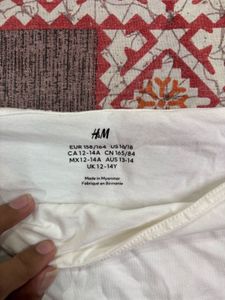 H&M
EUR 158/164 US 16/18
CA 12-14A CN 165/84
MX 12-14A AUS 13-14
UK 12-14Y
Made in Myanmar
Fabriqué en Birmanie